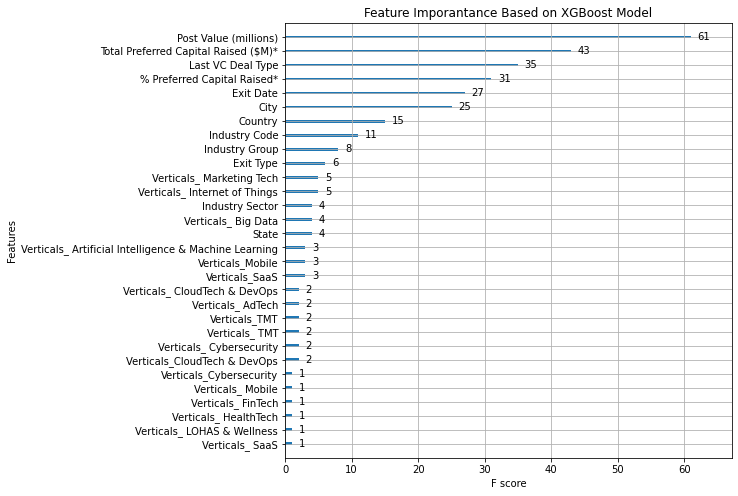 Feature Imporantance Based on XGBoost Model
Post Value (millions) 61
Total Preferred Capital Raised ($M)* 43
Last VC Deal Type 35
% Preferred Capital Raised* 31
Exit Date 27
City 25
Country 15
Industry Code 11
Industry Group 8
Exit Type 6
Verticals_ Marketing Tech 5
Verticals_ Internet of Things 5
Industry Sector 4
Verticals_ Big Data 4
State 4
Verticals_ Artificial Intelligence & Machine Learning 3
Verticals_Mobile 3
Verticals_SaaS 3
Verticals_ CloudTech & DevOps 2
Verticals_ AdTech 2
Verticals_TMT 2
Verticals_ TMT 2
Verticals_ Cybersecurity 2
Verticals_CloudTech & DevOps 2
Verticals_Cybersecurity 1
Verticals_ Mobile 1
Verticals_ FinTech 1
Verticals_ HealthTech 1
Verticals_ LOHAS & Wellness 1
Verticals_ SaaS 1
0 10 20 30 40 50 60
F score
Features